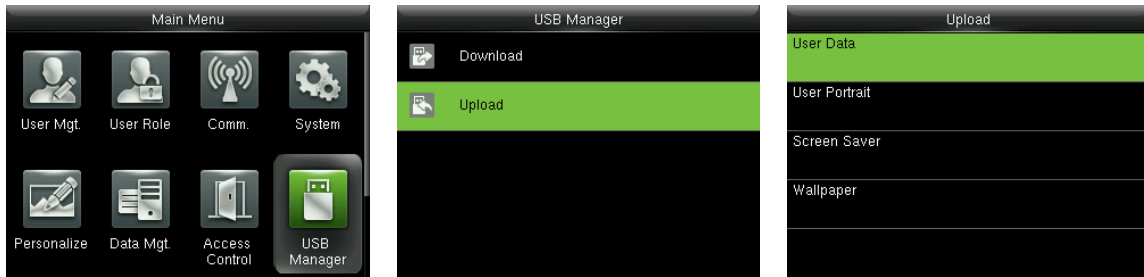 Main Menu
User Mgt.
User Role
Comm.
System
Personalize
Data Mgt.
Access
Control
USB
Manager
USB Manager
Download
Upload
Upload
User Data
User Portrait
Screen Saver
Wallpaper